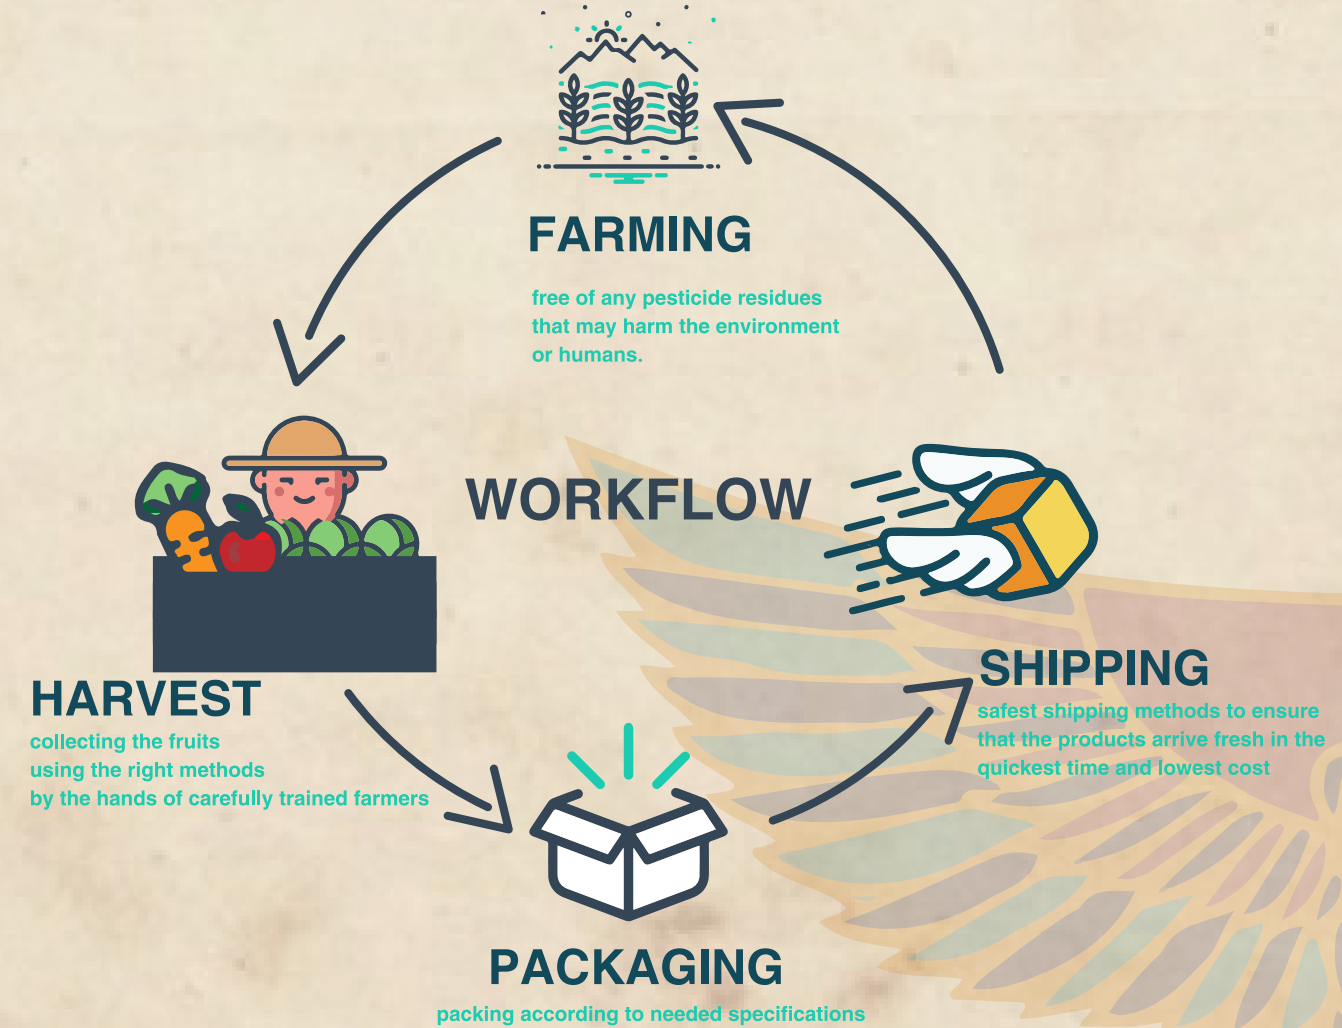 FARMING
free of any pesticide residues
that may harm the environment
or humans.
WORKFLOW
HARVEST
collecting the fruits
using the right methods
by the hands of carefully trained farmers
SHIPPING
safest shipping methods to ensure
that the products arrive fresh in the
quickest time and lowest cost
PACKAGING
packing according to needed specifications